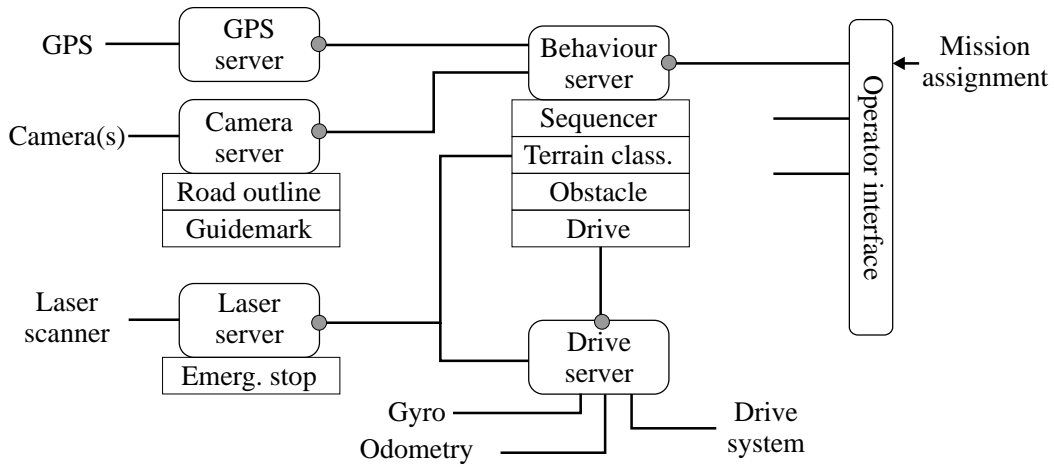 GPS
GPS
server
Behaviour
server
Mission
assignment
Camera(s)
Camera
server
Road outline
Guidemark
Sequencer
Terrain class.
Obstacle
Drive
Operator interface
Laser
scanner
Laser
server
Emerg. stop
Drive
server
Gyro
Odometry
Drive
system